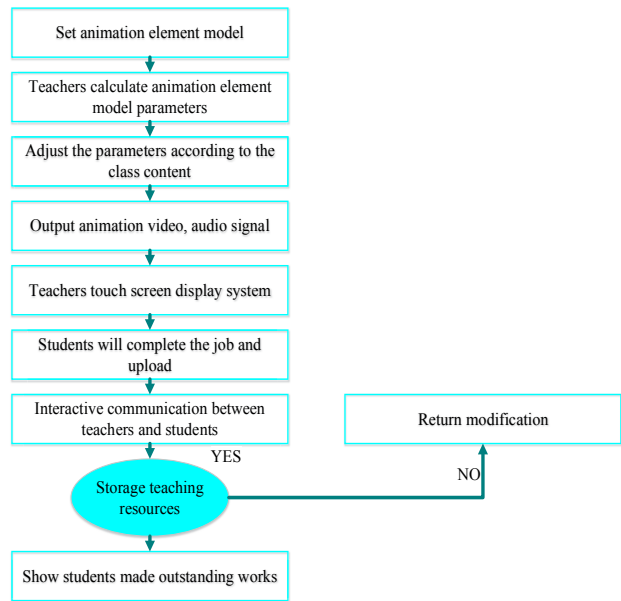 Set animation element model
Teachers calculate animation element
model parameters
Adjust the parameters according to the
class content
Output animation video, audio signal
Teachers touch screen display system
Students will complete the job and
upload
Interactive communication between
teachers and students
Return modification
YES
NO
Storage teaching
resources
Show students made outstanding works